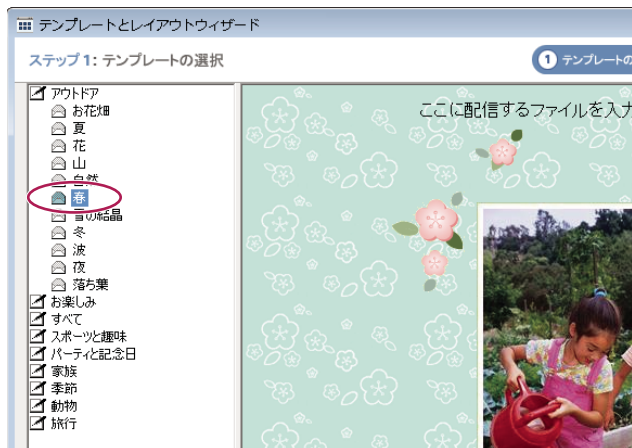 テンプレートとレイアウトウィザード
ステップ 1: テンプレートの選択
1 テンプレートの
アウトドア
お花畑
夏
花
山
自然
春
雪の結晶
冬
波
夜
落ち葉
お楽しみ
すべて
スポーツと趣味
パーティと記念日
家族
季節
動物
旅行
ここに配信するファイルを入力